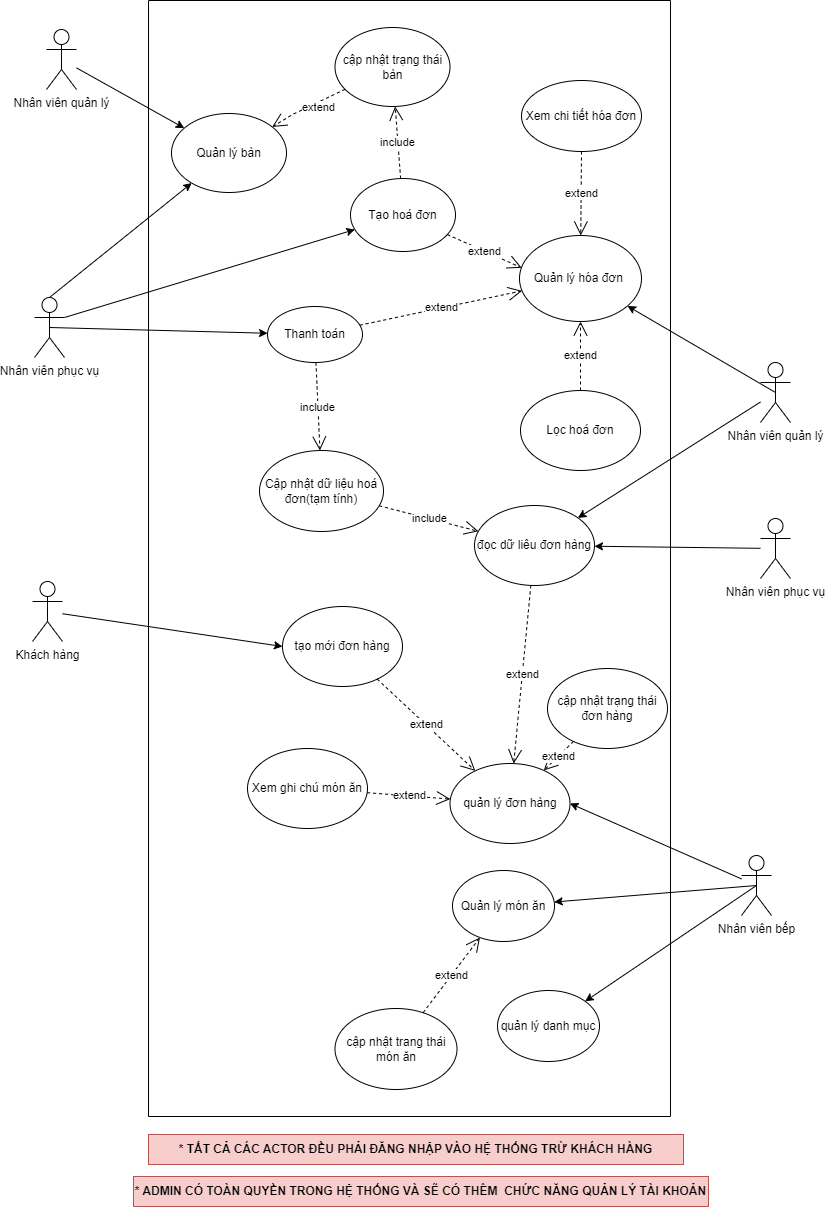 cập nhật trạng thái
bàn
Nhân viên quản lý
extend
Xem chi tiết hóa đơn
include
Quản lý bàn
extend
Tạo hoá đơn
extend
Quản lý hóa đơn
extend
Thanh toán
Nhân viên phục vụ
extend
include
Lọc hoá đơn
Nhân viên quản lý
Cập nhật dữ liệu hoá
đơn(tạm tính)
include
đọc dữ liêu đơn hàng
Nhân viên phục vụ
Khách hàng
tạo mới đơn hàng
extend
cập nhật trạng thái
đơn hàng
extend
extend
Xem ghi chú món ăn
extend
quản lý đơn hàng
Quản lý món ăn
Nhân viên bếp
extend
quản lý danh mục
cập nhật trang thái
món ăn
* TẤT CẢ CÁC ACTOR ĐỀU PHẢI ĐĂNG NHẬP VÀO HỆ THỐNG TRỪ KHÁCH HÀNG
* ADMIN CÓ TOÀN QUYỀN TRONG HỆ THỐNG VÀ SẼ CÓ THÊM CHỨC NĂNG QUẢN LÝ TÀI KHOẢN